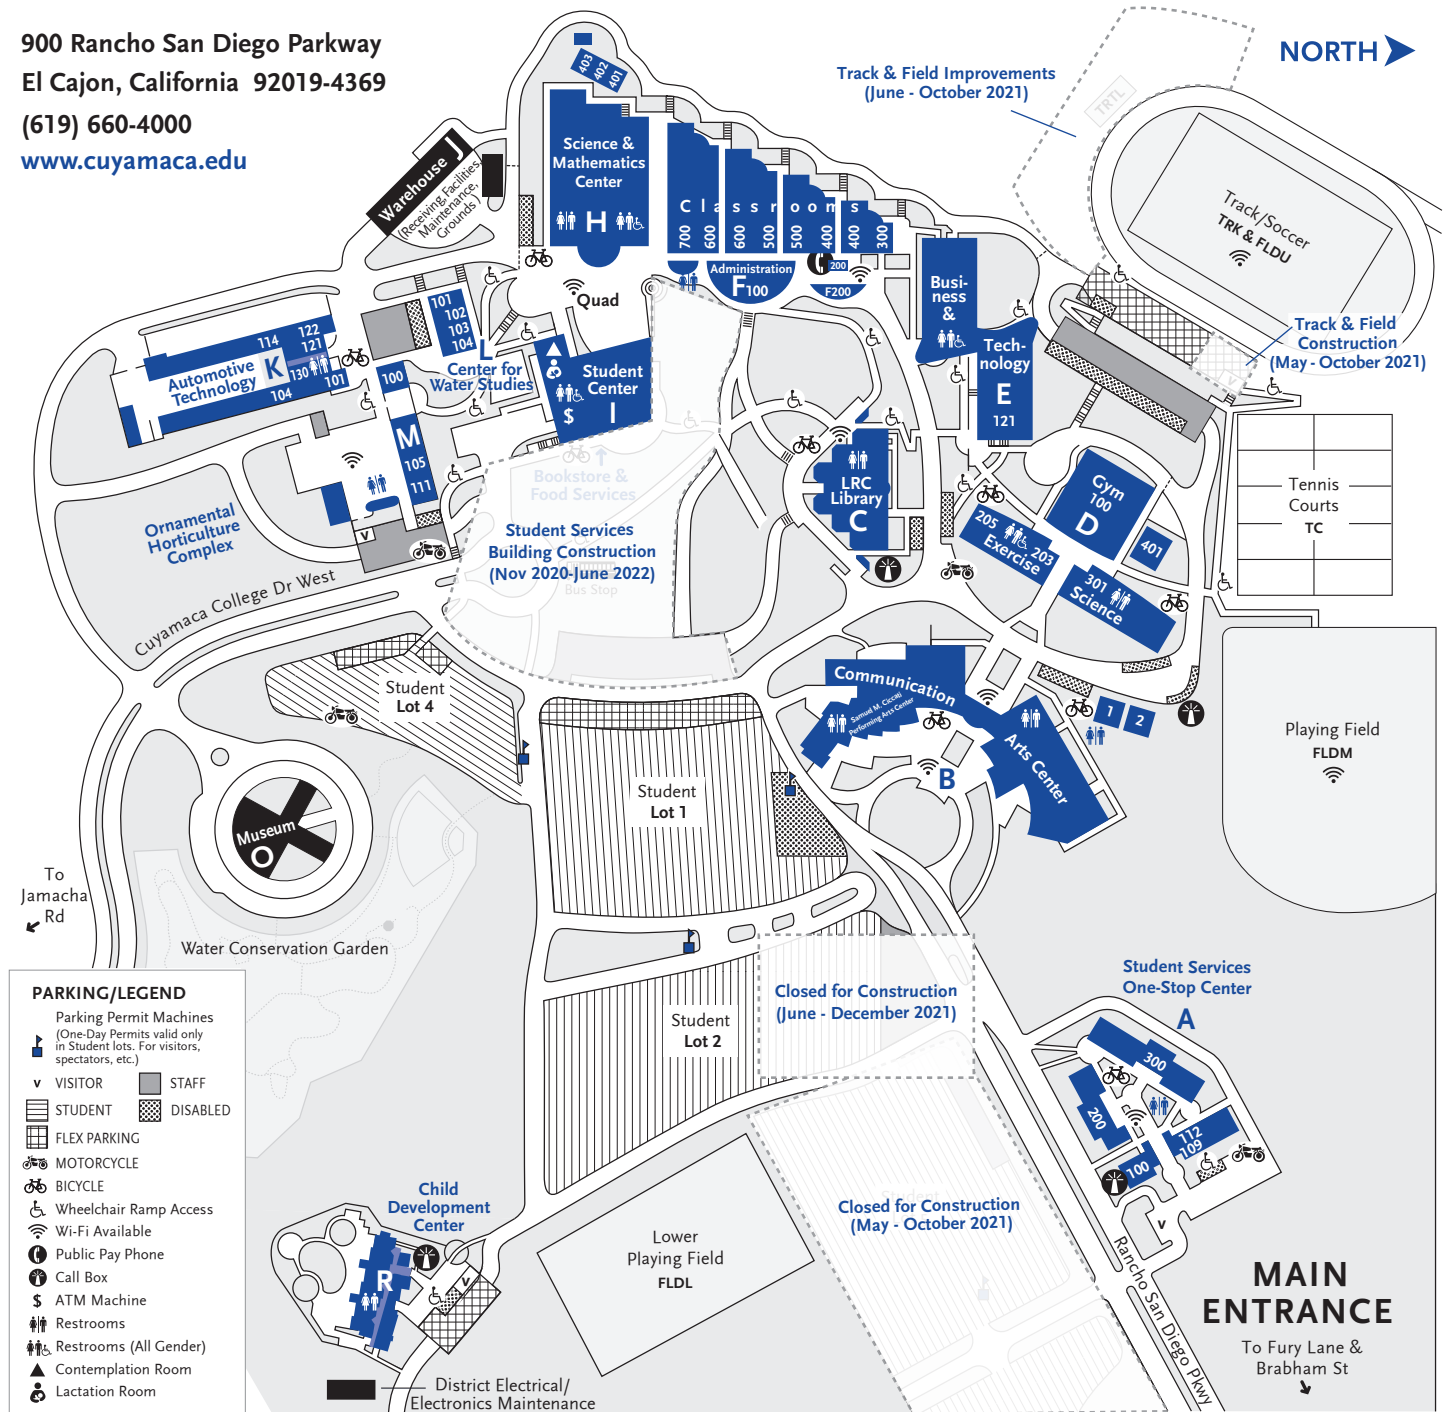 900 Rancho San Diego Parkway
El Cajon, California 92019-4369
(619) 660-4000
www.cuyamaca.edu
NORTH
Track & Field Improvements
(June - October 2021)
TRTL
403
402
401
Science &
Mathematics
Center
H
Warehouse J
(Receiving, Facilities,
Maintenance,
Grounds)
Classrooms
700
600
600
500
500
400
400
300
Administration
F100
200
F200
Quad
Track/Soccer
TRK & FLDU
Track & Field
Construction
(May - October 2021)
V
Busi-
ness
&
Tech-
nology
E
121
101
102
103
104
L
Center for
Water Studies
Student
Center
$ I
114
122
121
Automotive
Technology
K
130
101
104
100
M
105
111
V
Ornamental
Horticulture
Complex
Cuyamaca College Dr West
Bookstore &
Food Services
Student Services
Building Construction
(Nov 2020-June 2022)
Bus Stop
LRC
Library
C
Gym
100
D
401
205
203
Exercise
301
Science
Tennis
Courts
TC
Playing Field
FLDM
Communication
Samuel M. Ciccati
Performing Arts Center
Arts Center
B
1
2
Student
Lot 4
Student
Lot 1
Museum
O
To
Jamacha
Rd
Water Conservation Garden
Student
Lot 2
Closed for Construction
(June - December 2021)
Student Services
One-Stop Center
A
300
200
112
109
100
V
PARKING/LEGEND
Parking Permit Machines
(One-Day Permits valid only
in Student lots. For visitors,
spectators, etc.)
V VISITOR
STAFF
STUDENT
DISABLED
FLEX PARKING
MOTORCYCLE
BICYCLE
Wheelchair Ramp Access
Wi-Fi Available
Public Pay Phone
Call Box
$ ATM Machine
Restrooms
Restrooms (All Gender)
Contemplation Room
Lactation Room
Child
Development
Center
R
V
Lower
Playing Field
FLDL
Student
Closed for Construction
(May - October 2021)
Rancho San Diego Pkwy
MAIN
ENTRANCE
To Fury Lane &
Brabham St
District Electrical/
Electronics Maintenance